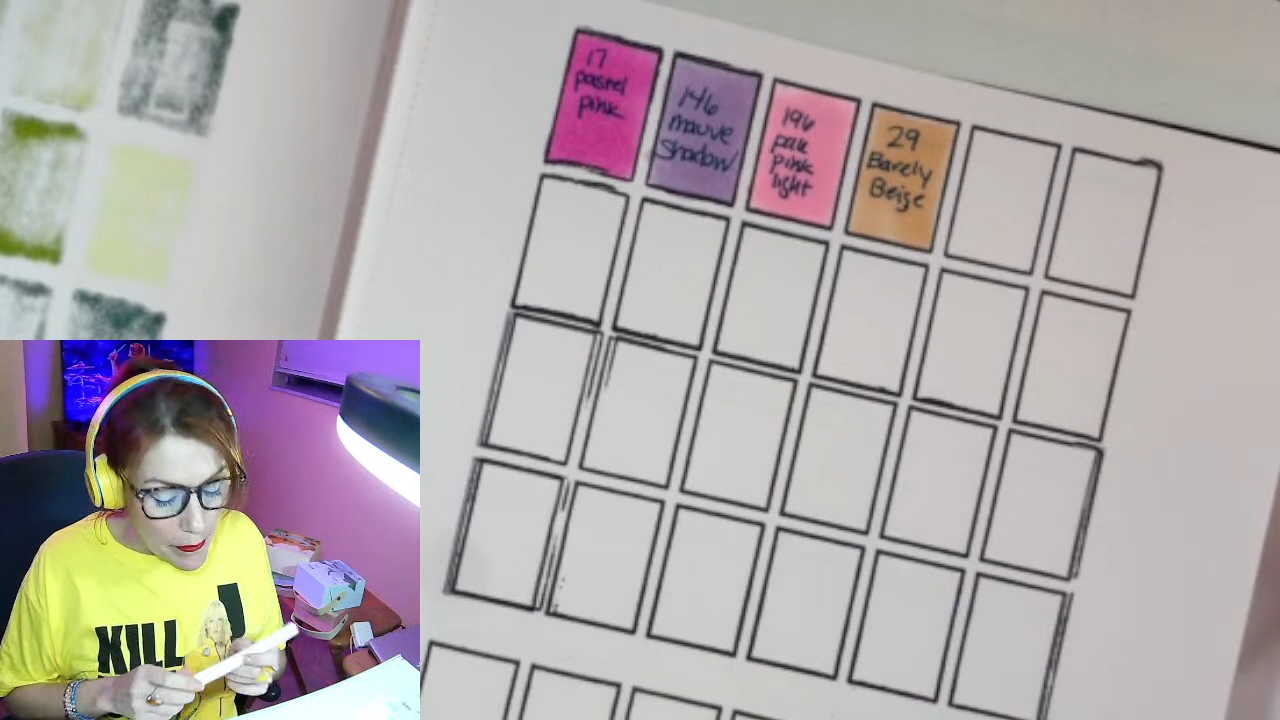 17
pastel
pink
146
mauve
shadow
196
pale
pink
light
29
Barely
Beige
KILL